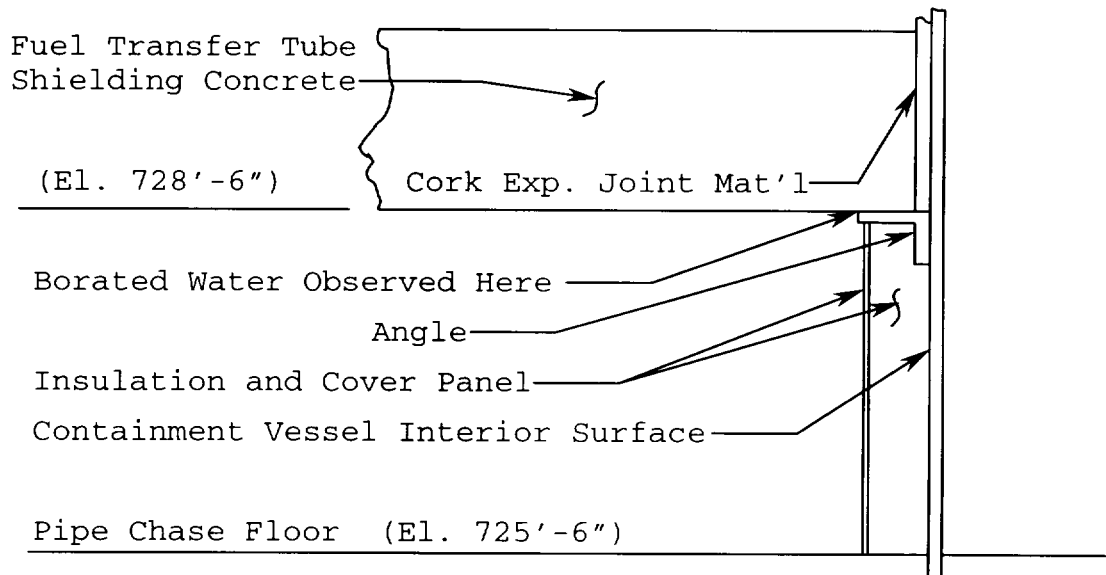 Fuel Transfer Tube
Shielding Concrete
(El. 728'-6")
Cork Exp. Joint Mat'l
Borated Water Observed Here
Angle
Insulation and Cover Panel
Containment Vessel Interior Surface
Pipe Chase Floor (El. 725'-6")